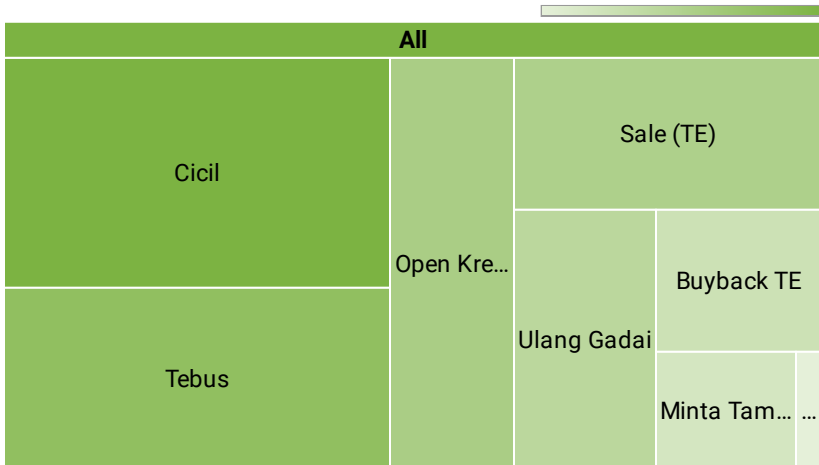 All
Cicil
Tebus
Open Kre...
Sale (TE)
Ulang Gadai
Buyback TE
Minta Tam...
...